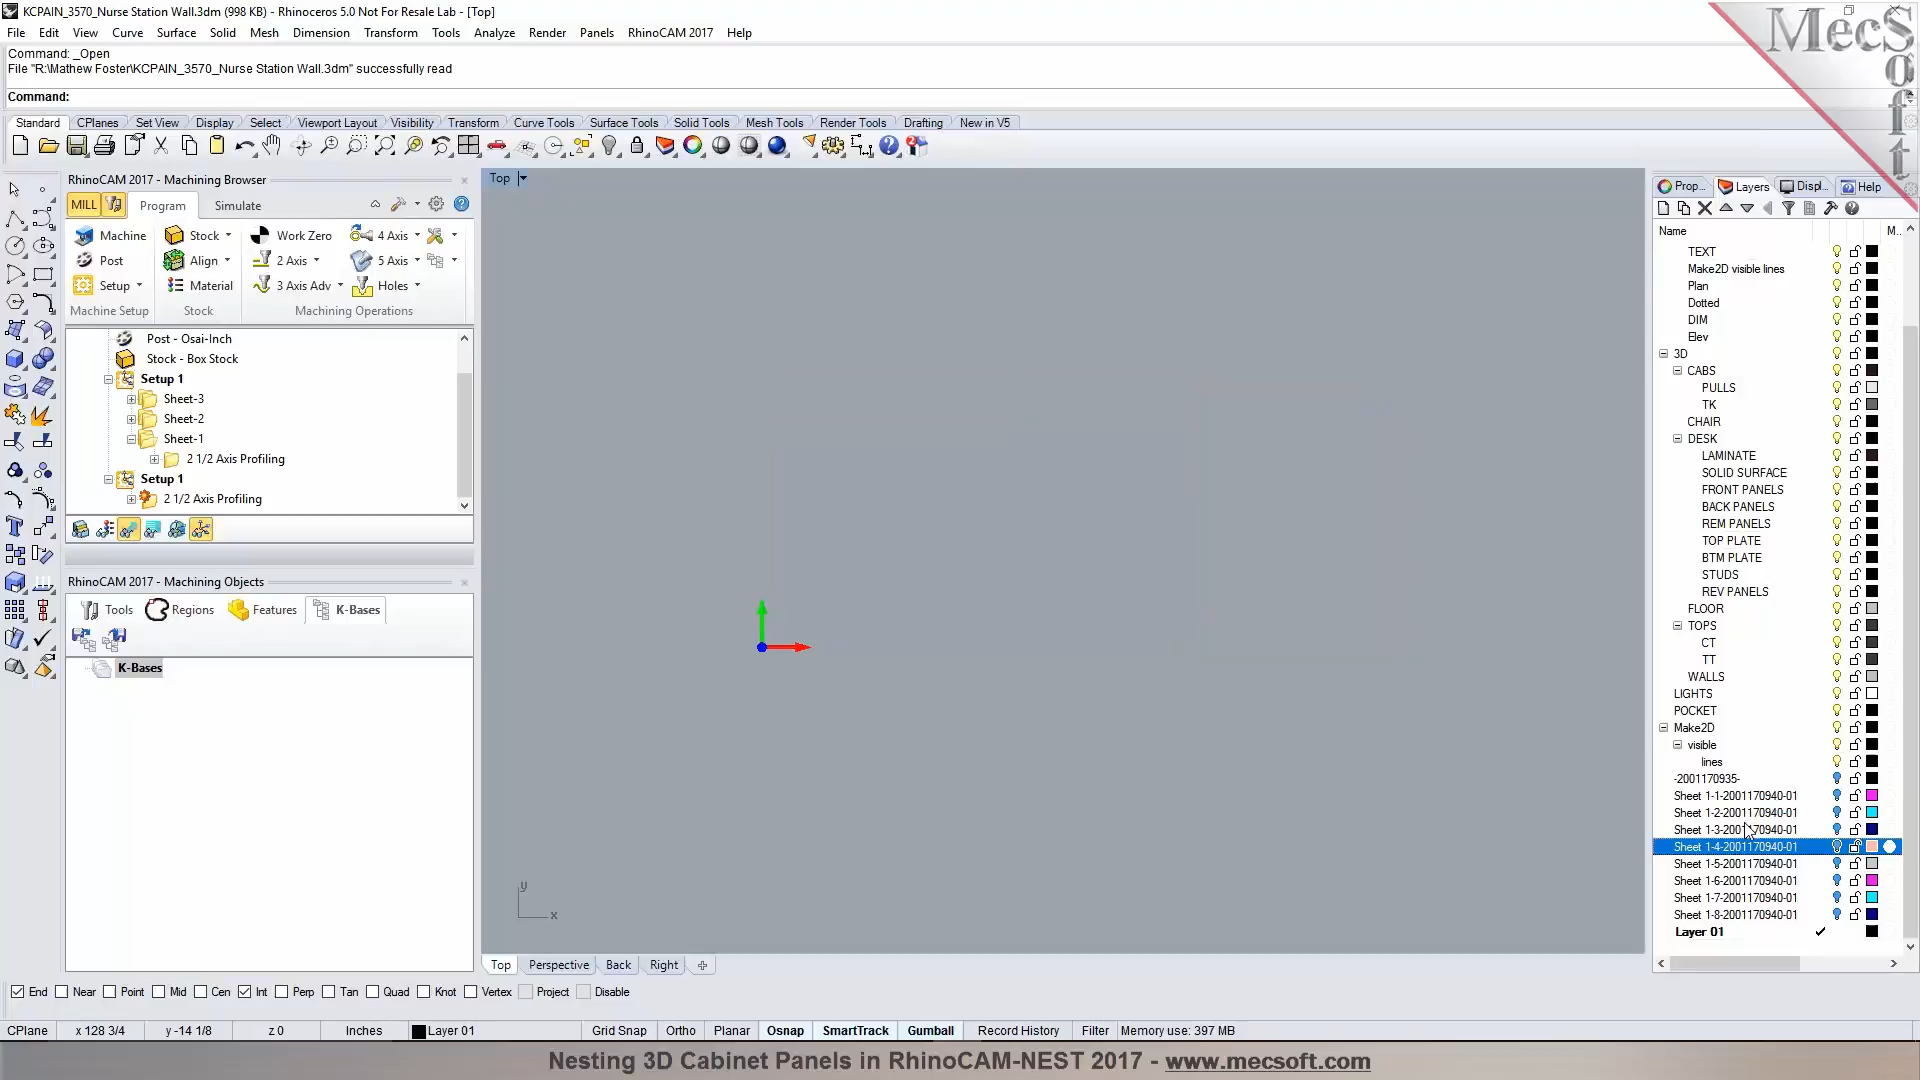 KCPAIN_3570_Nurse Station Wall.3dm (998 KB) - Rhinoceros 5.0 Not For Resale Lab - [Top]
File Edit View Curve Surface Solid Mesh Dimension Transform Tools Analyze Render Panels RhinoCAM 2017 Help
Command: _Open
File "R:\Mathew Foster\KCPAIN_3570_Nurse Station Wall.3dm" successfully read
Command:
MecSoft
Standard CPlanes Set View Display Select Viewport Layout Visibility Transform Curve Tools Surface Tools Solid Tools Mesh Tools Render Tools Drafting New in V5
RhinoCAM 2017 - Machining Browser
MILL Program Simulate
Machine Stock Work Zero 4 Axis
Post Align 2 Axis 5 Axis
Setup Material 3 Axis Adv Holes
Machine Setup Stock Machining Operations
Post - Osai-Inch
Stock - Box Stock
Setup 1
Sheet-3
Sheet-2
Sheet-1
2 1/2 Axis Profiling
Setup 1
2 1/2 Axis Profiling
RhinoCAM 2017 - Machining Objects
Tools Regions Features K-Bases
K-Bases
Top
y
x
Top Perspective Back Right
Prop... Layers Displ... Help
Name M..
TEXT
Make2D visible lines
Plan
Dotted
DIM
Elev
3D
CABS
PULLS
TK
CHAIR
DESK
LAMINATE
SOLID SURFACE
FRONT PANELS
BACK PANELS
REM PANELS
TOP PLATE
BTM PLATE
STUDS
REV PANELS
FLOOR
TOPS
CT
TT
WALLS
LIGHTS
POCKET
Make2D
visible
lines
-2001170935-
Sheet 1-1-2001170940-01
Sheet 1-2-2001170940-01
Sheet 1-3-2001170940-01
Sheet 1-4-2001170940-01
Sheet 1-5-2001170940-01
Sheet 1-6-2001170940-01
Sheet 1-7-2001170940-01
Sheet 1-8-2001170940-01
Layer 01
End Near Point Mid Cen Int Perp Tan Quad Knot Vertex Project Disable
CPlane x 128 3/4 y -14 1/8 z 0 Inches Layer 01 Grid Snap Ortho Planar Osnap SmartTrack Gumball Record History Filter Memory use: 397 MB
Nesting 3D Cabinet Panels in RhinoCAM-NEST 2017 - www.mecsoft.com